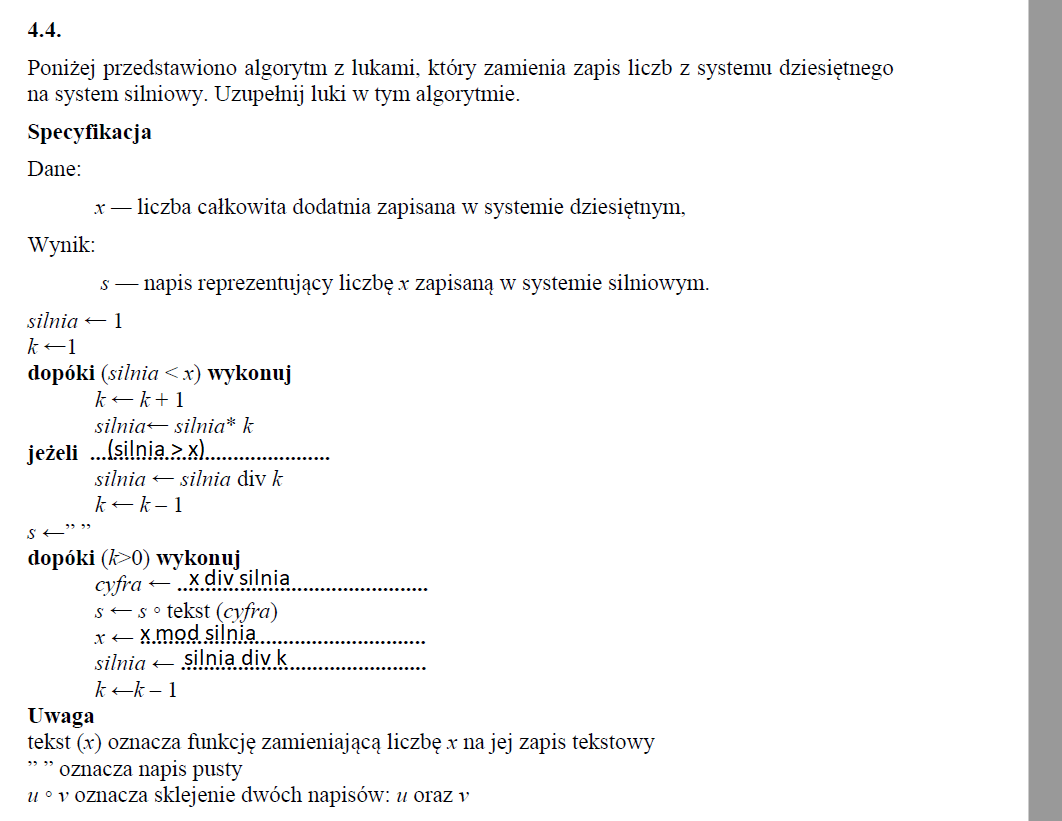 4.4.
Poniżej przedstawiono algorytm z lukami, który zamienia zapis liczb z systemu dziesiętnego
na system silniowy. Uzupełnij luki w tym algorytmie.
Specyfikacja
Dane:
x — liczba całkowita dodatnia zapisana w systemie dziesiętnym,
Wynik:
s — napis reprezentujący liczbę x zapisaną w systemie silniowym.
silnia ← 1
k ←1
dopóki (silnia < x) wykonuj
k ← k + 1
silnia← silnia* k
jeżeli ...(silnia > x)......................
silnia ← silnia div k
k ← k – 1
s ←” ”
dopóki (k>0) wykonuj
cyfra ← ..x div silnia......................
s ← s ∘ tekst (cyfra)
x ← x mod silnia............................
silnia ← silnia div k.......................
k ←k – 1
Uwaga
tekst (x) oznacza funkcję zamieniającą liczbę x na jej zapis tekstowy
” ” oznacza napis pusty
u ∘ v oznacza sklejenie dwóch napisów: u oraz v